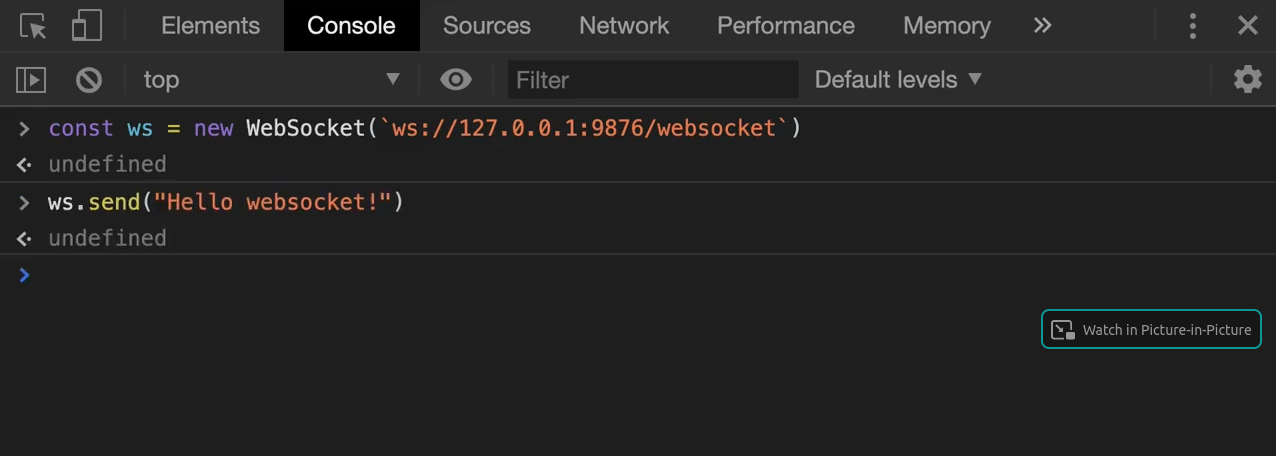 Elements Console Sources Network Performance Memory
top Filter Default levels
const ws = new WebSocket(`ws://127.0.0.1:9876/websocket`)
undefined
ws.send("Hello websocket!")
undefined
Watch in Picture-in-Picture